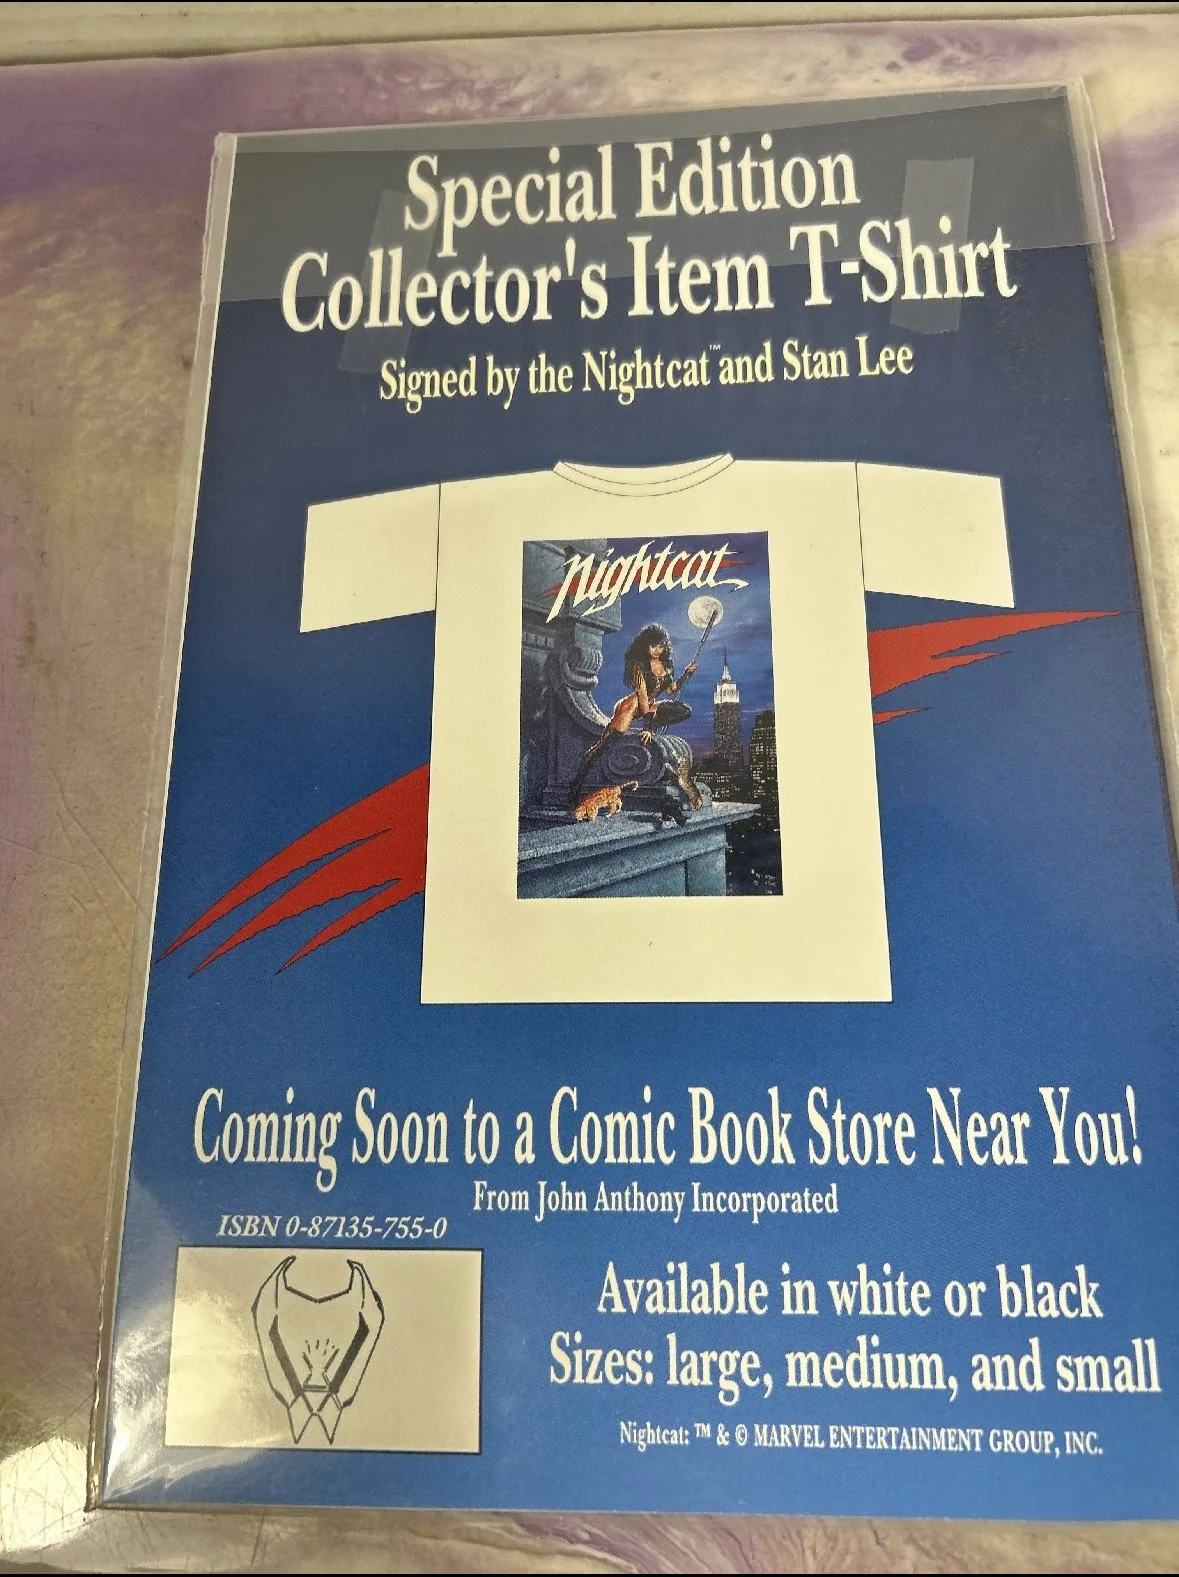 Special Edition
Collector's Item T-Shirt
Signed by the Nightcat™ and Stan Lee
Nightcat
Coming Soon to a Comic Book Store Near You!
From John Anthony Incorporated
ISBN 0-87135-755-0
Available in white or black
Sizes: large, medium, and small
Nightcat: ™ & © MARVEL ENTERTAINMENT GROUP, INC.